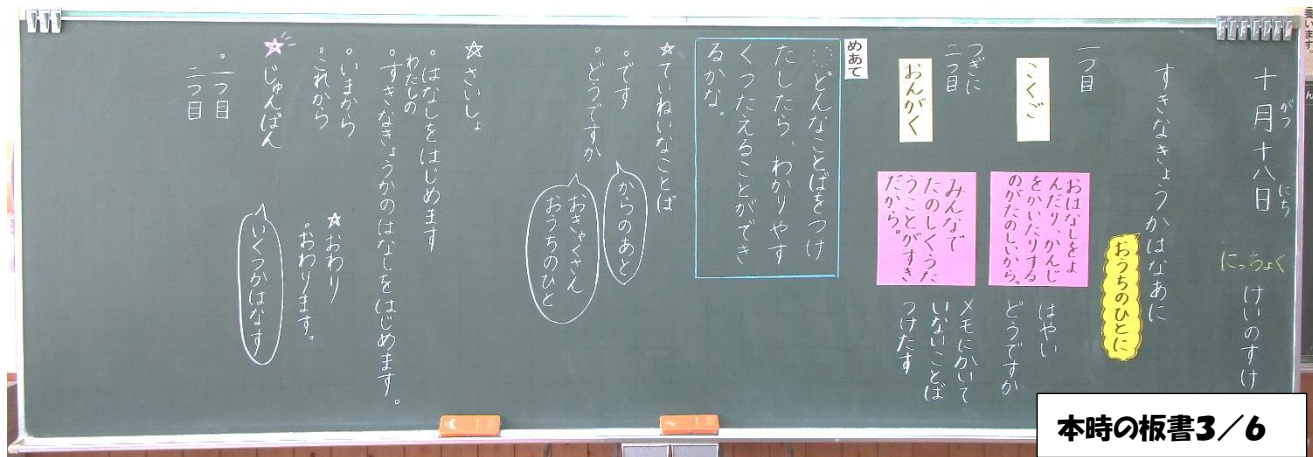 十月十八日
がつ
にち
にっちょく
けいのすけ
すきなきょうかはなあに
おうちのひとに
一つ目
こくご
おはなしをよ
んだり、かんじ
をかいたりする
のがたのしいから。
はやい
どうですか
つぎに
二つ目
おんがく
みんなで
たのしくうた
うことがすき
だから。
メモにかいて
いないことば
つけたす
めあて
どんなことばをつけ
たしたら、わかりやす
くつたえることができ
るかな。
☆ていねいなことば
・です
・どうですか
からのあと
おきゃくさん
おうちのひと
☆さいしょ
・はなしをはじめます
わたしの
・すきなきょうかのはなしをはじめます。
・いまから
これから
☆おわり
・おわります。
☆じゅんばん
いくつかはなす
・一つ目
二つ目
本時の板書3/6